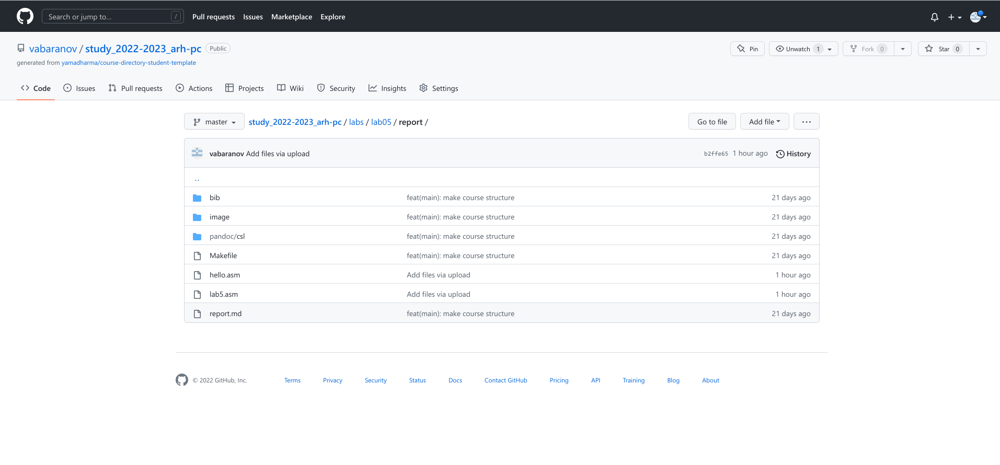 Search or jump to... / Pull requests Issues Marketplace Explore
vabaranov / study_2022-2023_arh-pc Public Pin Unwatch 1 Fork 0 Star 0
generated from yamadharma/course-directory-student-template
Code Issues Pull requests Actions Projects Wiki Security Insights Settings
master study_2022-2023_arh-pc / labs / lab05 / report / Go to file Add file ...
vabaranov Add files via upload b2ffe65 1 hour ago History
..
bib feat(main): make course structure 21 days ago
image feat(main): make course structure 21 days ago
pandoc/csl feat(main): make course structure 21 days ago
Makefile feat(main): make course structure 21 days ago
hello.asm Add files via upload 1 hour ago
lab5.asm Add files via upload 1 hour ago
report.md feat(main): make course structure 21 days ago
© 2022 GitHub, Inc. Terms Privacy Security Status Docs Contact GitHub Pricing API Training Blog About